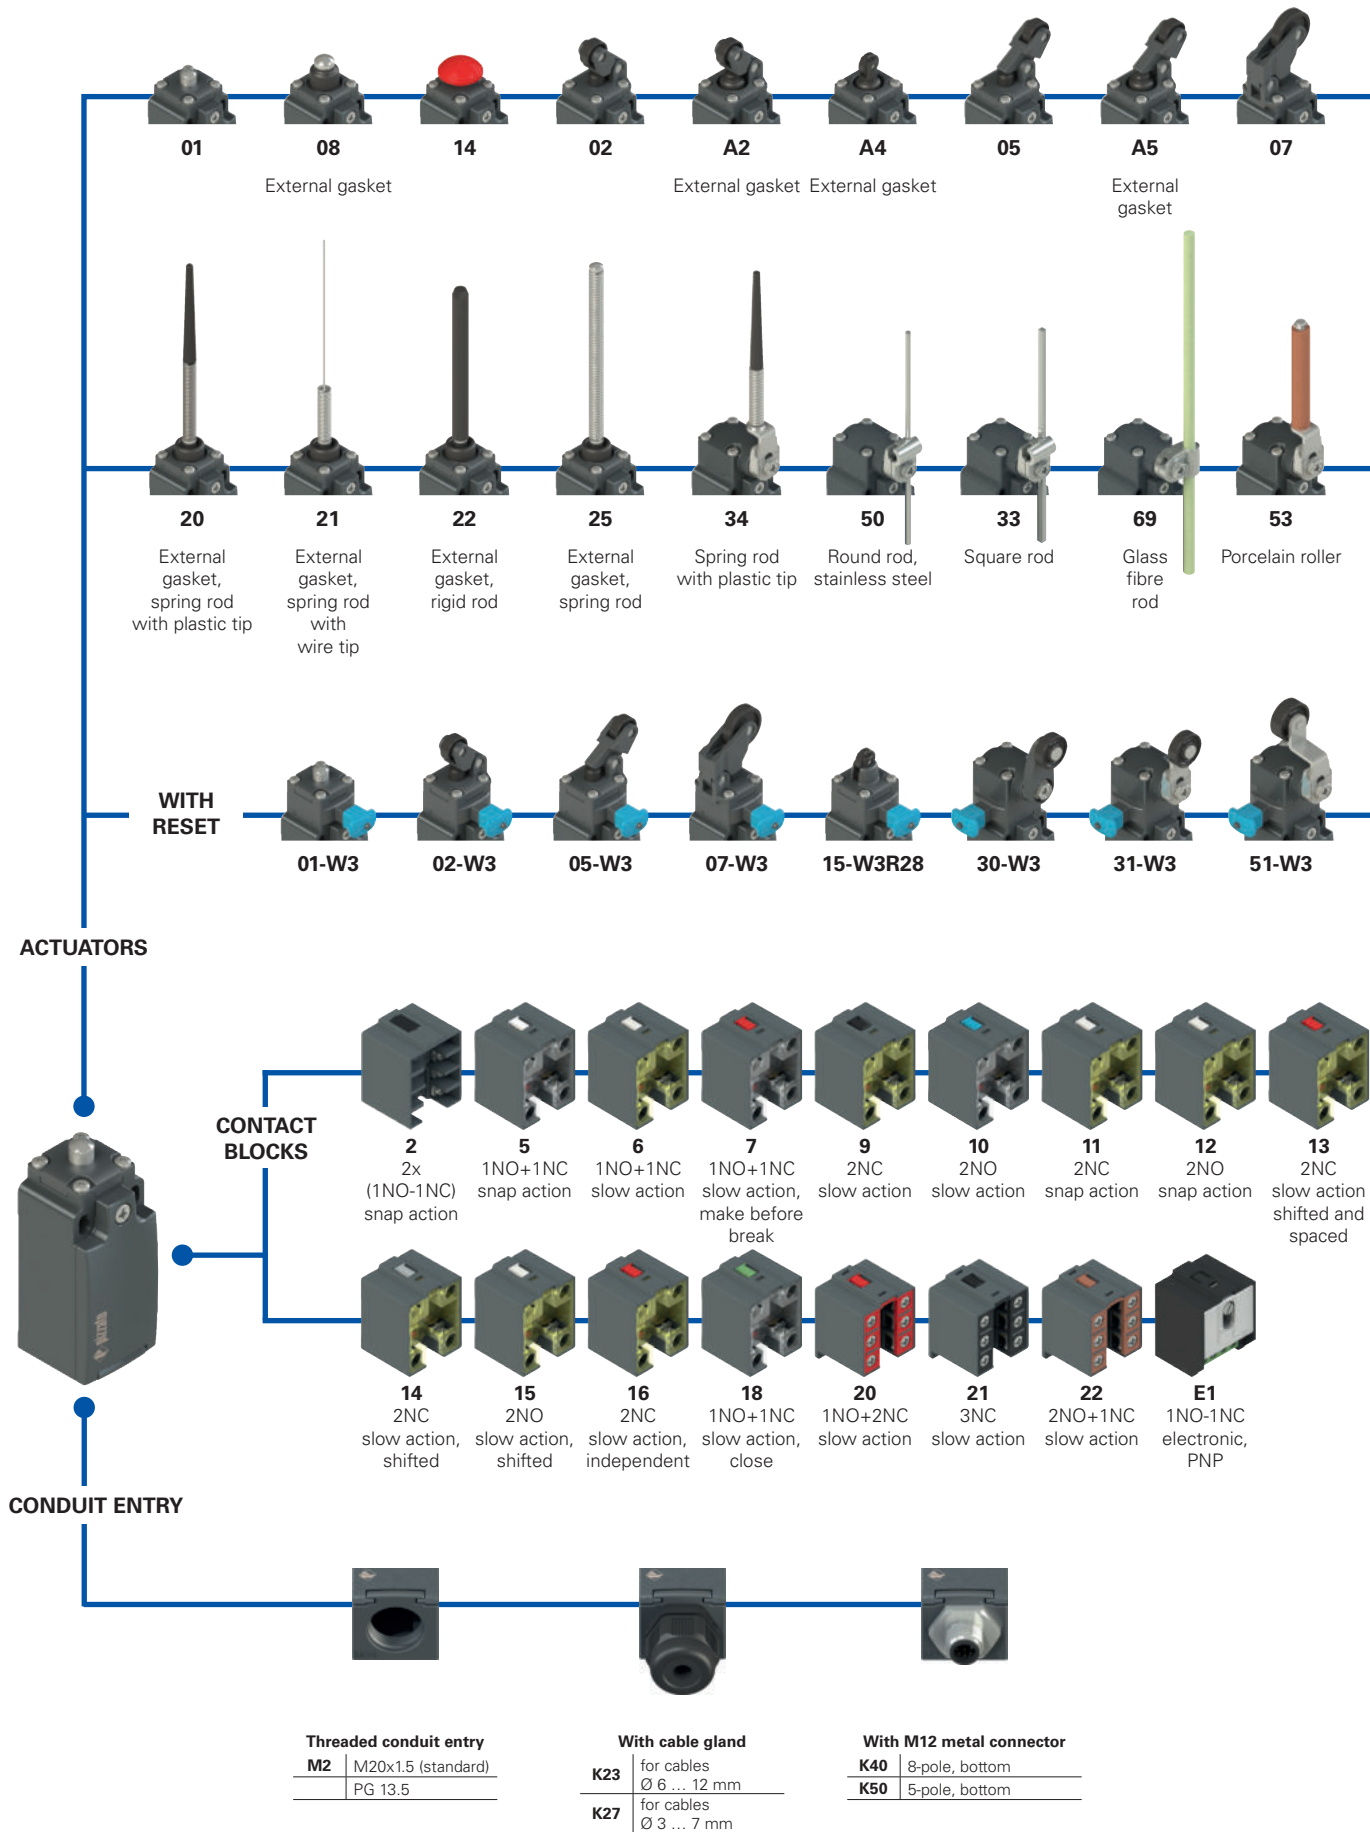 01
08
14
02
A2
A4
05
A5
07
External gasket
External gasket
External gasket
External
gasket
20
21
22
25
34
50
33
69
53
External
gasket,
spring rod
with plastic tip
External
gasket,
spring rod
with
wire tip
External
gasket,
rigid rod
External
gasket,
spring rod
Spring rod
with plastic tip
Round rod,
stainless steel
Square rod
Glass
fibre
rod
Porcelain roller
WITH
RESET
01-W3
02-W3
05-W3
07-W3
15-W3R28
30-W3
31-W3
51-W3
ACTUATORS
CONTACT
BLOCKS
2
2x
(1NO-1NC)
snap action
5
1NO+1NC
snap action
6
1NO+1NC
slow action
7
1NO+1NC
slow action,
make before
break
9
2NC
slow action
10
2NO
slow action
11
2NC
snap action
12
2NO
snap action
13
2NC
slow action
shifted and
spaced
pizzato
14
2NC
slow action,
shifted
15
2NO
slow action,
shifted
16
2NC
slow action,
independent
18
1NO+1NC
slow action,
close
20
1NO+2NC
slow action
21
3NC
slow action
22
2NO+1NC
slow action
E1
1NO-1NC
electronic,
PNP
CONDUIT ENTRY
Threaded conduit entry
M2 M20x1.5 (standard)
PG 13.5
With cable gland
K23 for cables
Ø 6 … 12 mm
K27 for cables
Ø 3 … 7 mm
With M12 metal connector
K40 8-pole, bottom
K50 5-pole, bottom